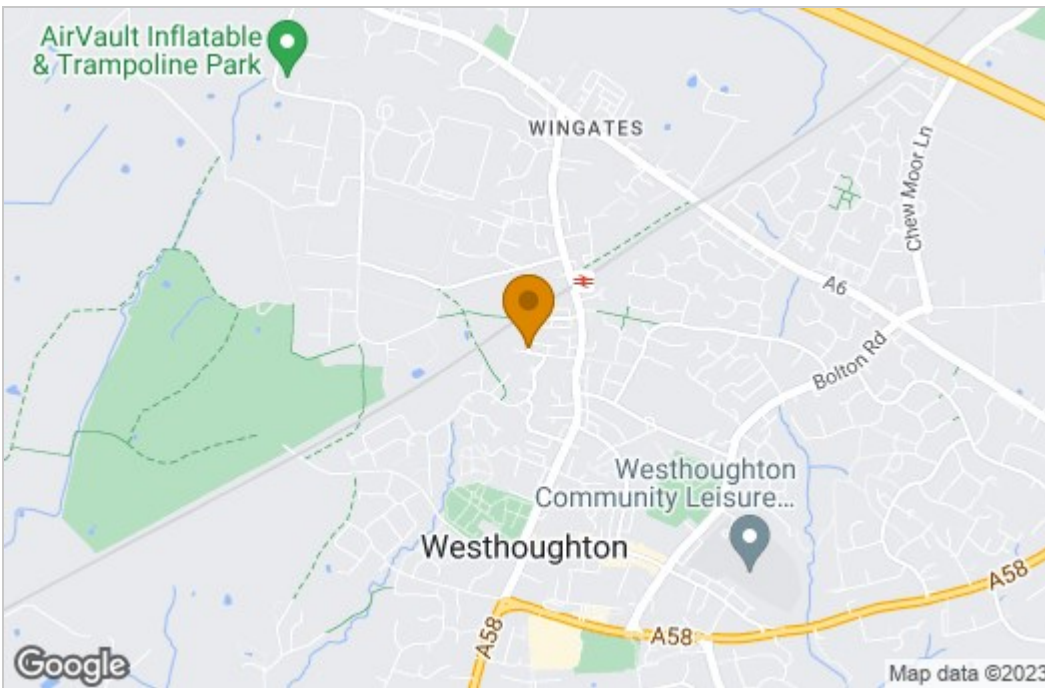 AirVault Inflatable
& Trampoline Park
WINGATES
Chew Moor Ln
A6
Bolton Rd
Westhoughton
Community Leisure...
Westhoughton
A58
A58
A58
Google
Map data ©2023